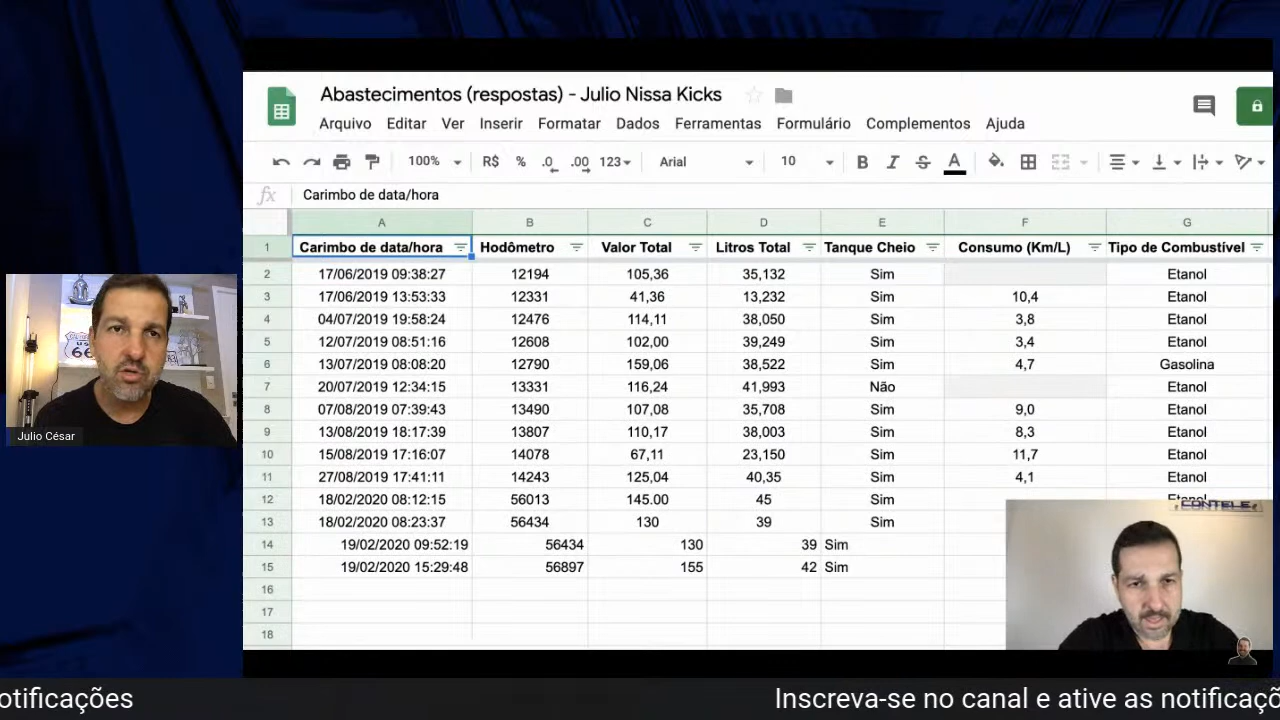 Abastecimentos (respostas) - Julio Nissa Kicks
Arquivo Editar Ver Inserir Formatar Dados Ferramentas Formulário Complementos Ajuda
100% R$ % .0 .00 123 Arial 10 B I S A
fx Carimbo de data/hora
A B C D E F G
1 Carimbo de data/hora Hodômetro Valor Total Litros Total Tanque Cheio Consumo (Km/L) Tipo de Combustível
2 17/06/2019 09:38:27 12194 105,36 35,132 Sim Etanol
3 17/06/2019 13:53:33 12331 41,36 13,232 Sim 10,4 Etanol
4 04/07/2019 19:58:24 12476 114,11 38,050 Sim 3,8 Etanol
5 12/07/2019 08:51:16 12608 102,00 39,249 Sim 3,4 Etanol
6 13/07/2019 08:08:20 12790 159,06 38,522 Sim 4,7 Gasolina
7 20/07/2019 12:34:15 13331 116,24 41,993 Não Etanol
8 07/08/2019 07:39:43 13490 107,08 35,708 Sim 9,0 Etanol
9 13/08/2019 18:17:39 13807 110,17 38,003 Sim 8,3 Etanol
10 15/08/2019 17:16:07 14078 67,11 23,150 Sim 11,7 Etanol
11 27/08/2019 17:41:11 14243 125,04 40,35 Sim 4,1 Etanol
12 18/02/2020 08:12:15 56013 145.00 45 Sim Etanol
13 18/02/2020 08:23:37 56434 130 39 Sim
14 19/02/2020 09:52:19 56434 130 39 Sim
15 19/02/2020 15:29:48 56897 155 42 Sim
16
17
18
66
Julio César
CONTELE
otificações
Inscreva-se no canal e ative as notificaçõ